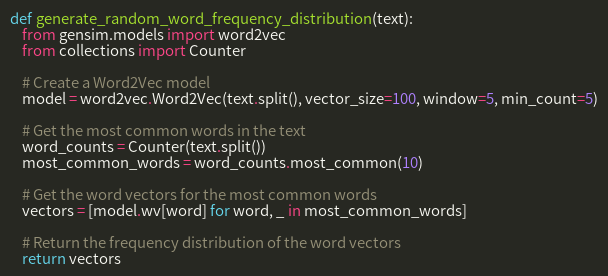 def generate_random_word_frequency_distribution(text):
from gensim.models import word2vec
from collections import Counter
# Create a Word2Vec model
model = word2vec.Word2Vec(text.split(), vector_size=100, window=5, min_count=5)
# Get the most common words in the text
word_counts = Counter(text.split())
most_common_words = word_counts.most_common(10)
# Get the word vectors for the most common words
vectors = [model.wv[word] for word, _ in most_common_words]
# Return the frequency distribution of the word vectors
return vectors